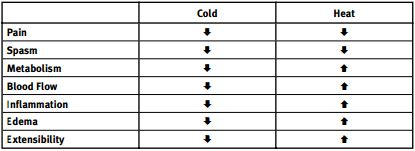 Cold Heat
Pain 🡇 🡇
Spasm 🡇 🡇
Metabolism 🡇 🡅
Blood Flow 🡇 🡅
Inflammation 🡇 🡅
Edema 🡇 🡅
Extensibility 🡇 🡅